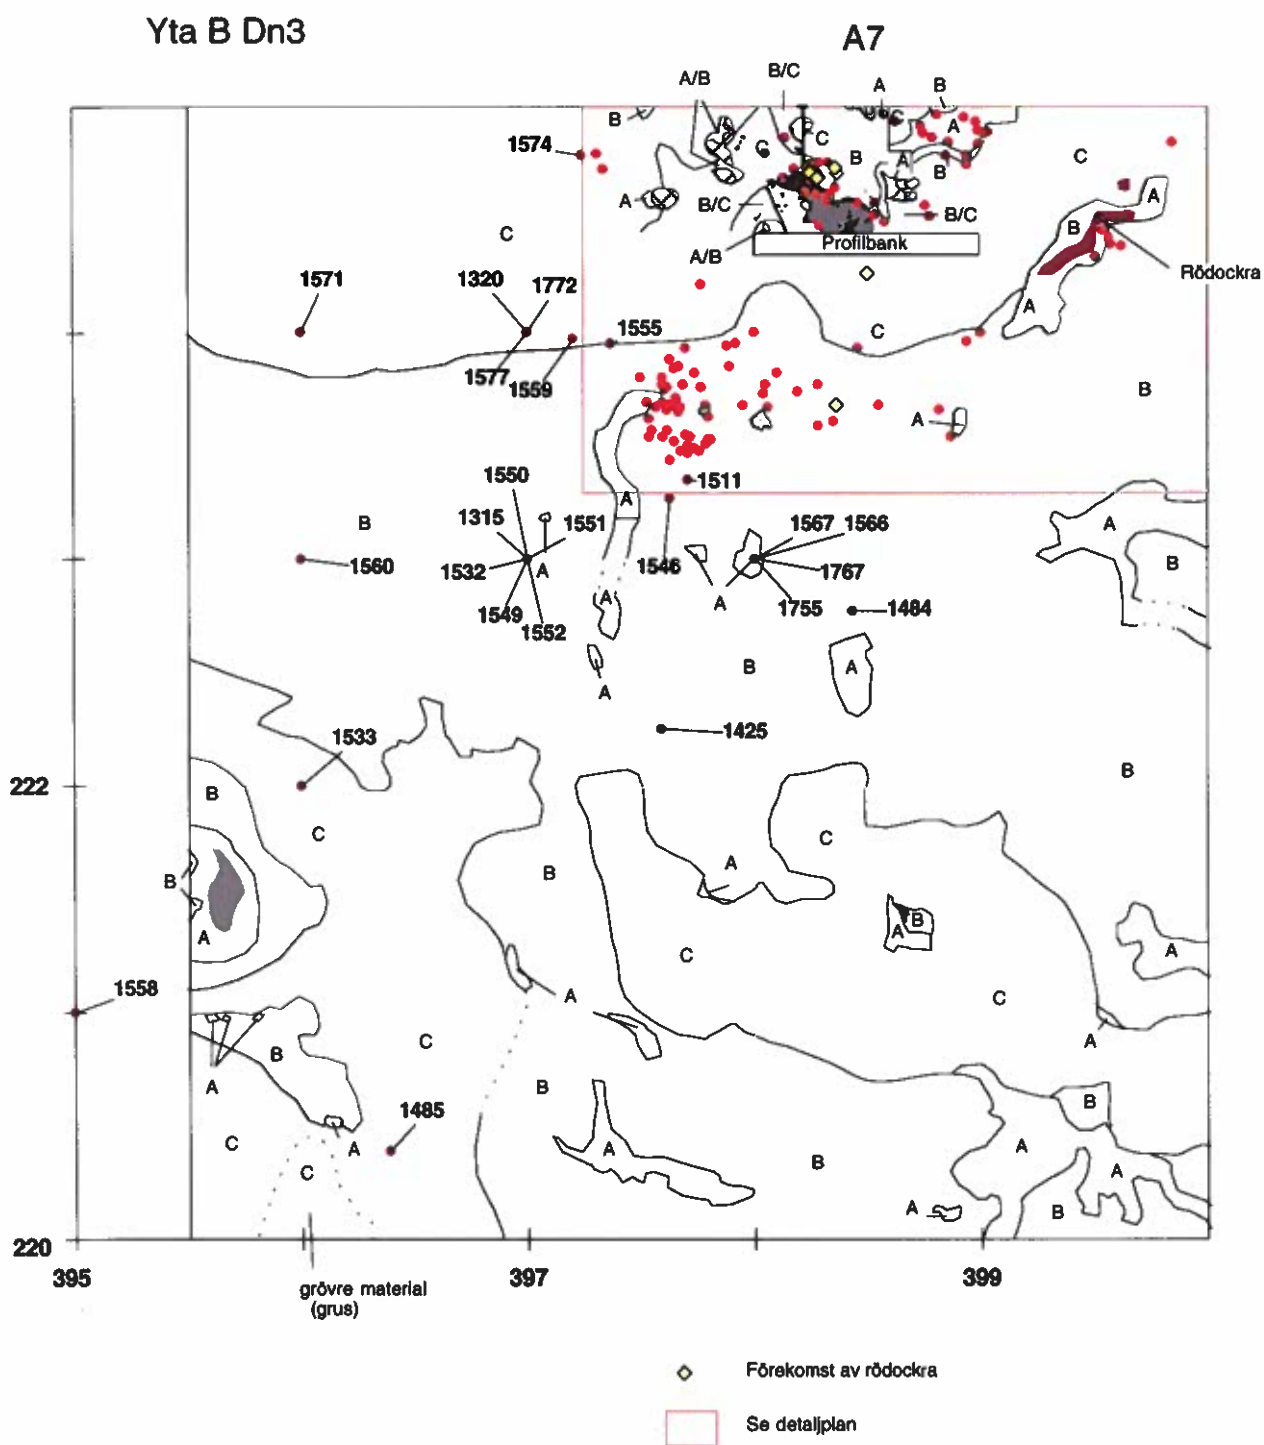 Yta B Dn3
A7
A/B
B/C
A
B
B
C
A
1574
C
C
B
A
B
C
A
B/C
B/C
A
C
A/B
Profilbank
B
Rödockra
1571
1320
1772
A
1555
C
1577
1559
B
A
1550
1511
A
B
1315
1551
1567
1566
A
1560
1532
A
1546
1767
B
1549
A
A
1755
1484
1552
B
A
A
1425
1533
B
222
B
C
C
B
A
B
B
A
A
C
A
1558
A
C
C
A
B
A
B
B
1485
C
A
A
A
B
A
C
A
B
220
395
397
399
grövre material
(grus)
Förekomst av rödockra
Se detaljplan